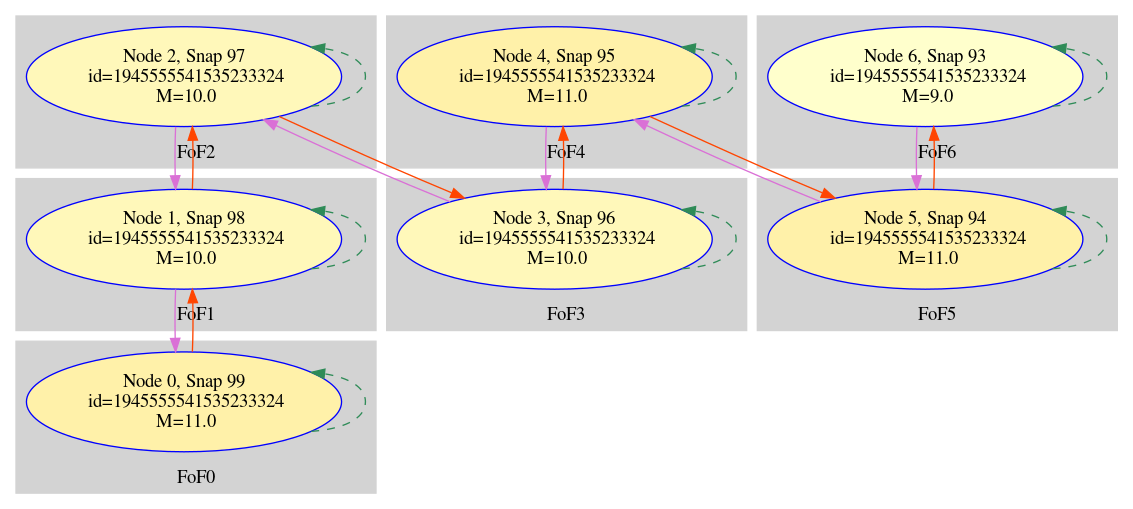 Node 2, Snap 97
id=1945555541535233324
M=10.0
FoF2
Node 4, Snap 95
id=1945555541535233324
M=11.0
FoF4
Node 6, Snap 93
id=1945555541535233324
M=9.0
FoF6
Node 1, Snap 98
id=1945555541535233324
M=10.0
FoF1
Node 3, Snap 96
id=1945555541535233324
M=10.0
FoF3
Node 5, Snap 94
id=1945555541535233324
M=11.0
FoF5
Node 0, Snap 99
id=1945555541535233324
M=11.0
FoF0